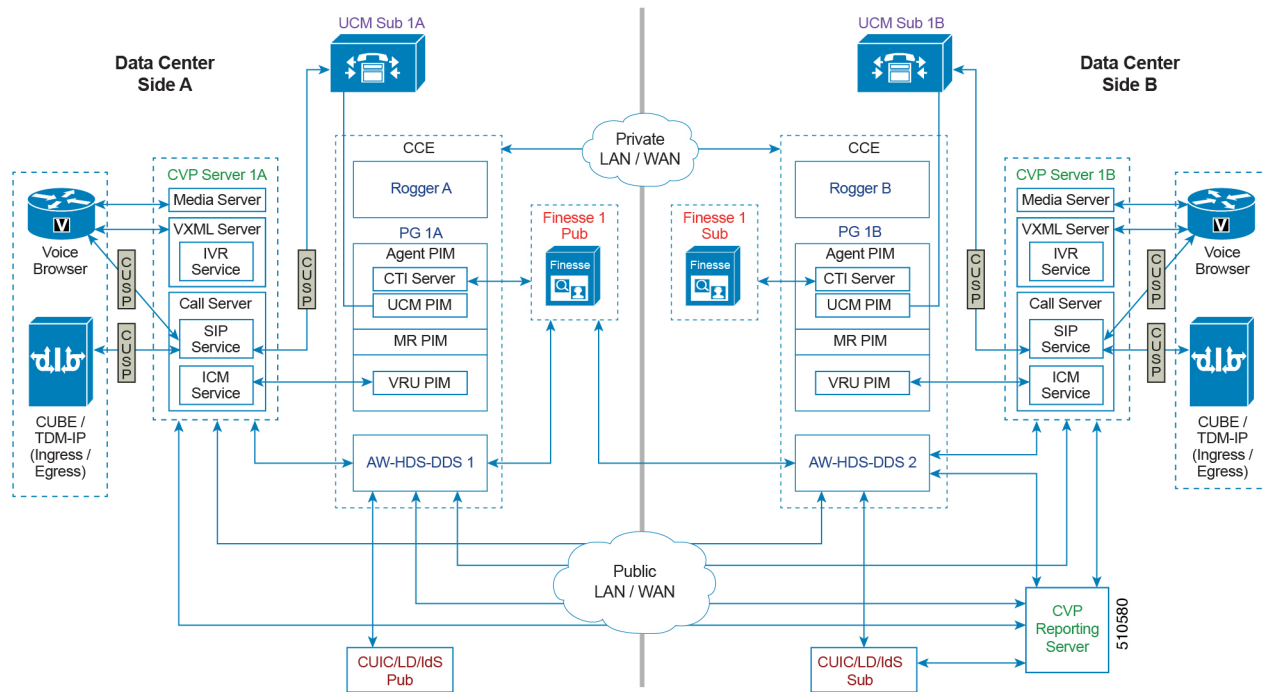 UCM Sub 1A
UCM Sub 1B
Data Center
Side A
Data Center
Side B
Private
LAN / WAN
CCE
Rogger A
PG 1A
Agent PIM
CTI Server
UCM PIM
MR PIM
VRU PIM
AW-HDS-DDS 1
CVP Server 1A
Media Server
VXML Server
IVR
Service
Call Server
SIP
Service
ICM
Service
V
Voice
Browser
CUSP
CUSP
CUSP
CUBE /
TDM-IP
(Ingress /
Egress)
Finesse 1
Pub
Finesse
Finesse 1
Sub
Finesse
CCE
Rogger B
PG 1B
Agent PIM
CTI Server
UCM PIM
MR PIM
VRU PIM
AW-HDS-DDS 2
CVP Server 1B
Media Server
VXML Server
IVR
Service
Call Server
SIP
Service
ICM
Service
V
Voice
Browser
CUSP
CUSP
CUSP
CUBE /
TDM-IP
(Ingress /
Egress)
Public
LAN / WAN
CUIC/LD/IdS
Pub
CUIC/LD/IdS
Sub
CVP
Reporting
Server
510580